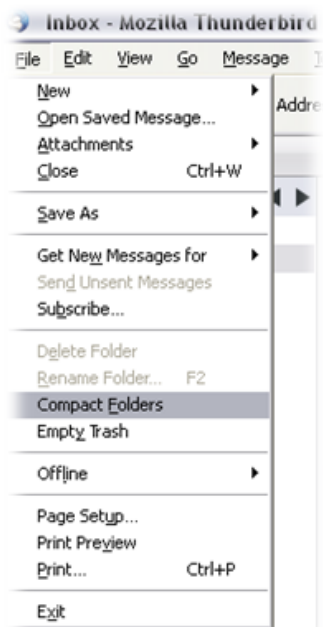 Inbox - Mozilla Thunderbird
File Edit View Go Message
New
Addre
Open Saved Message...
Attachments
Close Ctrl+W
Save As
Get New Messages for
Send Unsent Messages
Subscribe...
Delete Folder
Rename Folder... F2
Compact Folders
Empty Trash
Offline
Page Setup...
Print Preview
Print... Ctrl+P
Exit